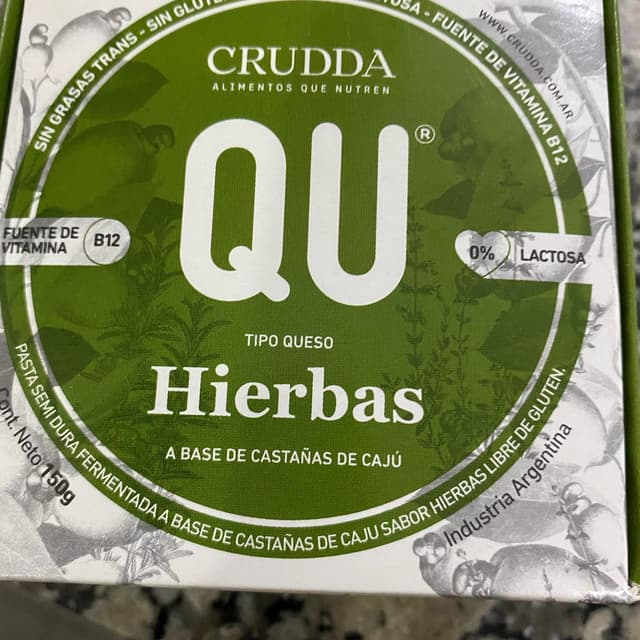 SIN GRASAS TRANS - SIN GLUTE
OSA - FUENTE DE VITAMINA B12
WWW.CRUDDA.COM.AR
CRUDDA
ALIMENTOS QUE NUTREN
QU®
FUENTE DE
VITAMINA
B12
0%
LACTOSA
TIPO QUESO
Hierbas
A BASE DE CASTAÑAS DE CAJÚ
PASTA SEMI DURA FERMENTADA A BASE DE CASTAÑAS DE CAJU SABOR HIERBAS LIBRE DE GLUTEN.
Cont. Neto 150g
Industria Argentina